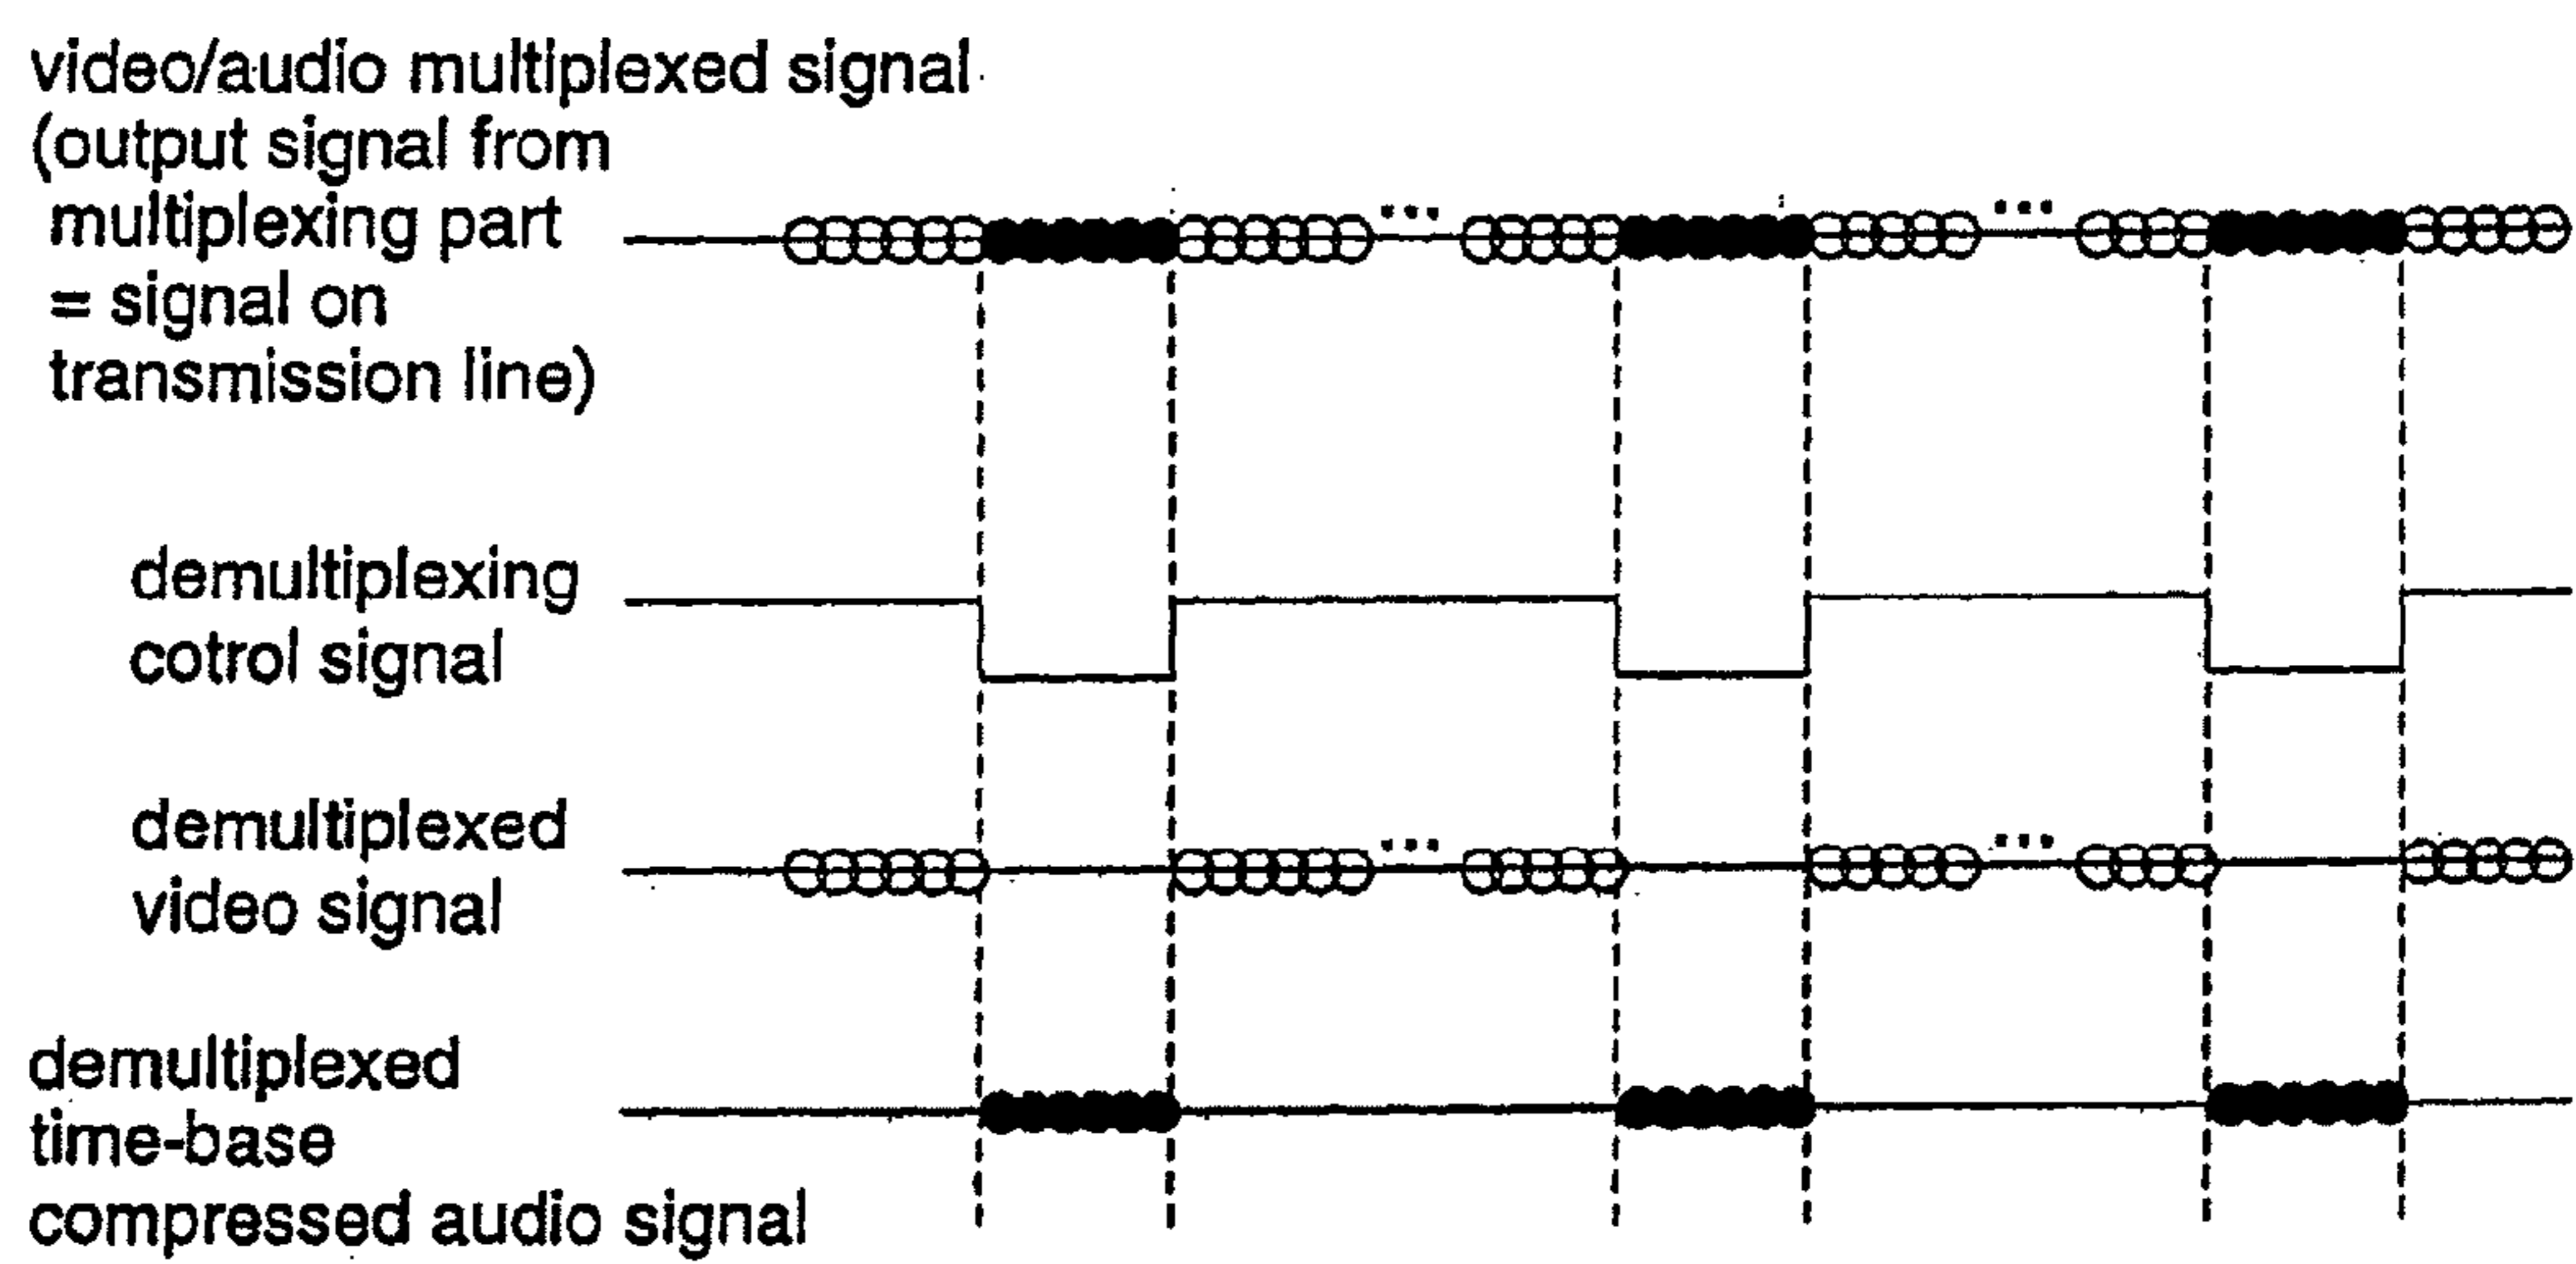 video/audio multiplexed signal
(output signal from
multiplexing part
= signal on
transmission line)
...
...
demultiplexing
cotrol signal
demultiplexed
video signal
...
...
demultiplexed
time-base
compressed audio signal